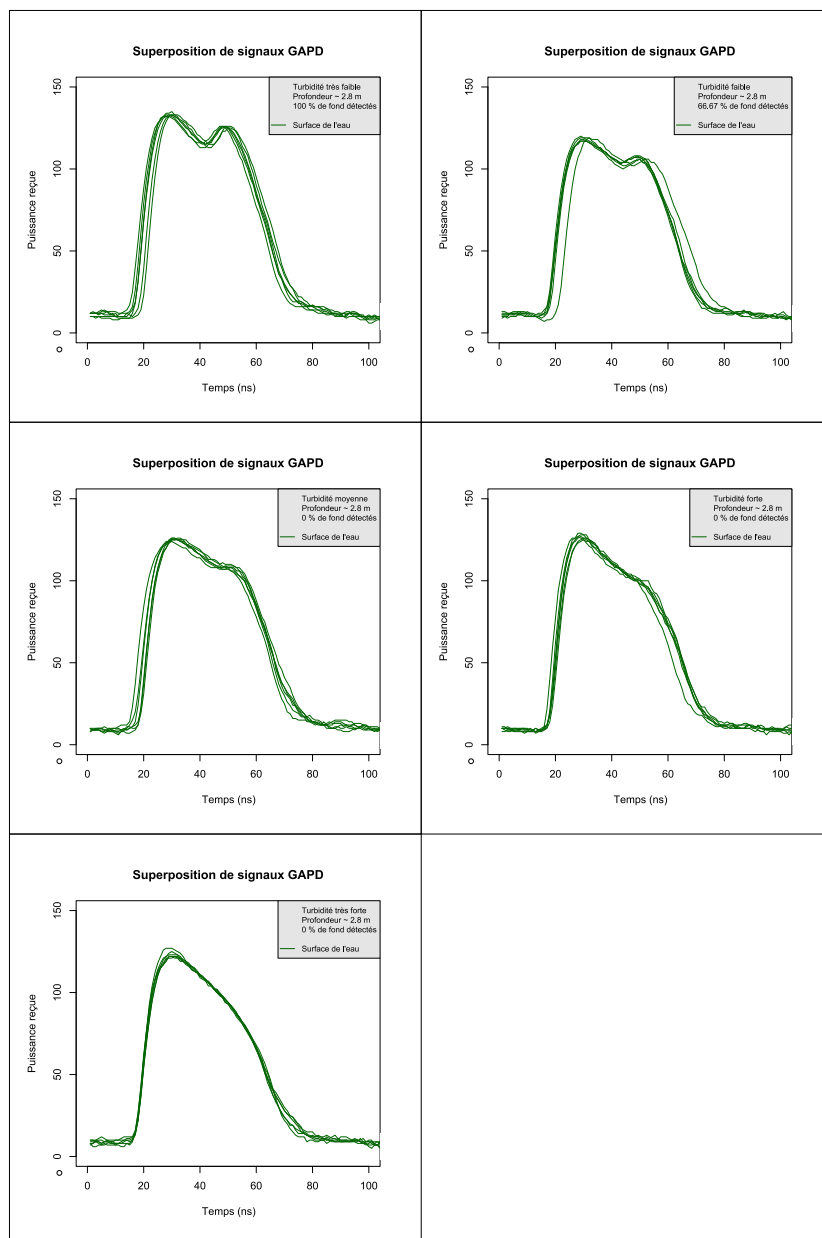 Superposition de signaux GAPD
Turbidité très faible
Profondeur ~ 2.8 m
100 % de fond détectés
Surface de l'eau
Puissance reçue
150
100
50
0
0 20 40 60 80 100
Temps (ns)
Superposition de signaux GAPD
Turbidité faible
Profondeur ~ 2.8 m
66.67 % de fond détectés
Surface de l'eau
Puissance reçue
150
100
50
0
0 20 40 60 80 100
Temps (ns)
Superposition de signaux GAPD
Turbidité moyenne
Profondeur ~ 2.8 m
0 % de fond détectés
Surface de l'eau
Puissance reçue
150
100
50
0
0 20 40 60 80 100
Temps (ns)
Superposition de signaux GAPD
Turbidité forte
Profondeur ~ 2.8 m
0 % de fond détectés
Surface de l'eau
Puissance reçue
150
100
50
0
0 20 40 60 80 100
Temps (ns)
Superposition de signaux GAPD
Turbidité très forte
Profondeur ~ 2.8 m
0 % de fond détectés
Surface de l'eau
Puissance reçue
150
100
50
0
0 20 40 60 80 100
Temps (ns)